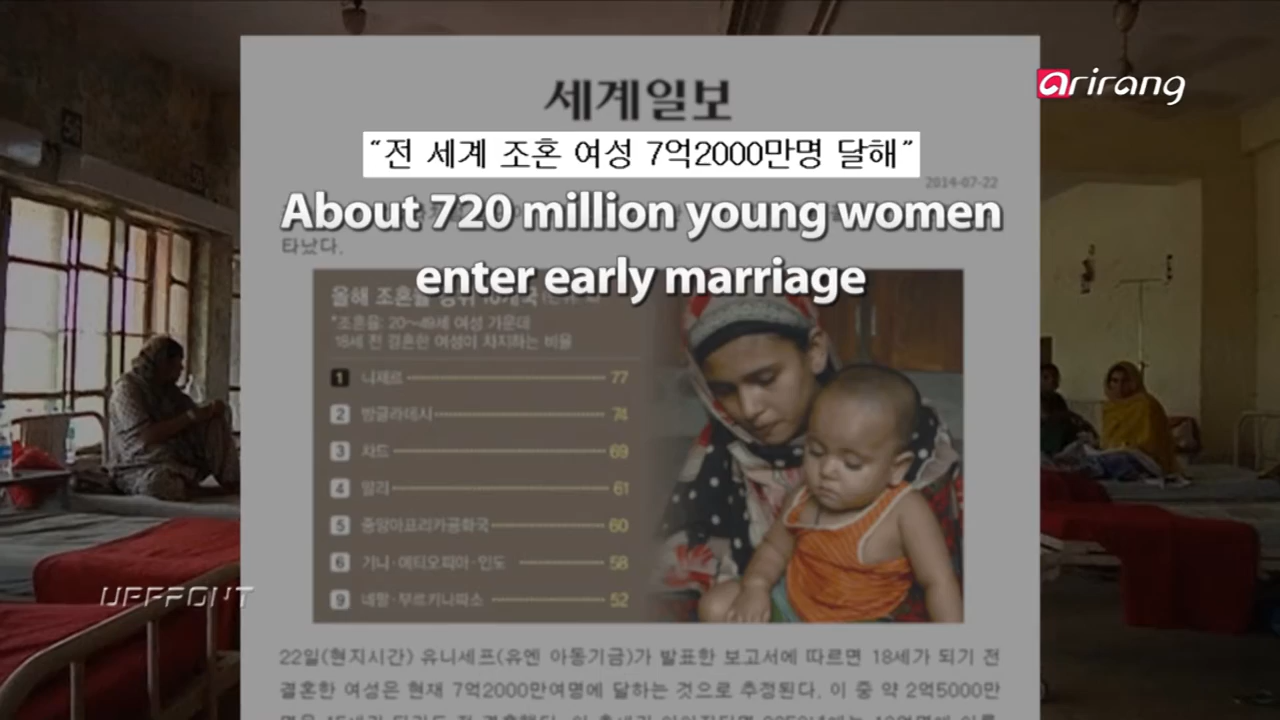 arirang
세계일보
“전 세계 조혼 여성 7억2000만명 달해”
2014-07-22
About 720 million young women
타났다.
enter early marriage
올해 조혼율
*조혼율: 20~49세 여성 가운데
18세 전 결혼한 여성이 차지하는 비율
1 니제르 77
2 방글라데시 74
3 차드 69
4 말리 61
5 중앙아프리카공화국 60
6 기니·에티오피아·인도 58
9 네팔·부르키나파소 52
UPFRONT
22일(현지시간) 유니세프(유엔 아동기금)가 발표한 보고서에 따르면 18세가 되기 전
결혼한 여성은 현재 7억2000만여명에 달하는 것으로 추정된다. 이 중 약 2억5000만